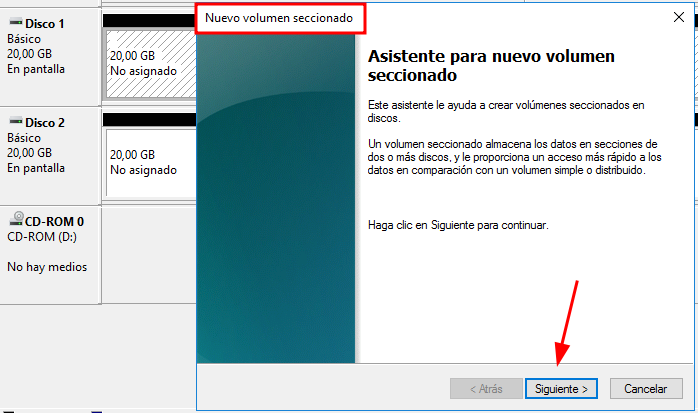 Disco 1
Básico
20,00 GB
En pantalla
20,00 GB
No asignado
Disco 2
Básico
20,00 GB
En pantalla
20,00 GB
No asignado
CD-ROM 0
CD-ROM (D:)
No hay medios
Nuevo volumen seccionado
Asistente para nuevo volumen
seccionado
Este asistente le ayuda a crear volúmenes seccionados en
discos.
Un volumen seccionado almacena los datos en secciones de
dos o más discos, y le proporciona un acceso más rápido a los
datos en comparación con un volumen simple o distribuido.
Haga clic en Siguiente para continuar.
< Atrás
Siguiente >
Cancelar